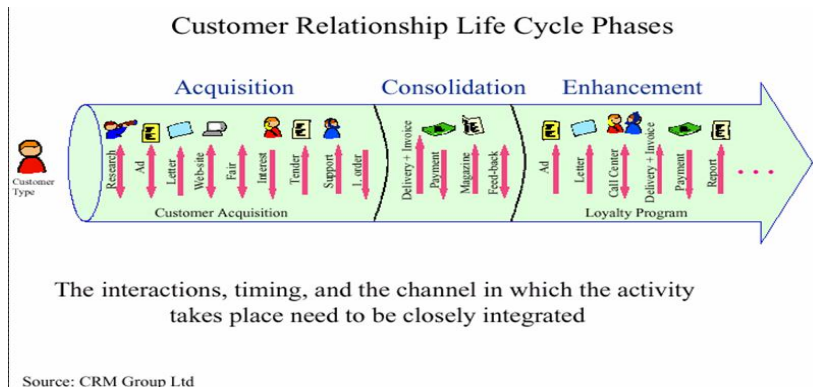 Customer Relationship Life Cycle Phases
Acquisition
Consolidation
Enhancement
Customer
Type
Research
Ad
Letter
Web-site
Fair
Interest
Tender
Support
1. order
Delivery + Invoice
Payment
Magazine
Feed-back
Ad
Letter
Call Center
Delivery + Invoice
Payment
Report
Customer Acquisition
Loyalty Program
The interactions, timing, and the channel in which the activity
takes place need to be closely integrated
Source: CRM Group Ltd